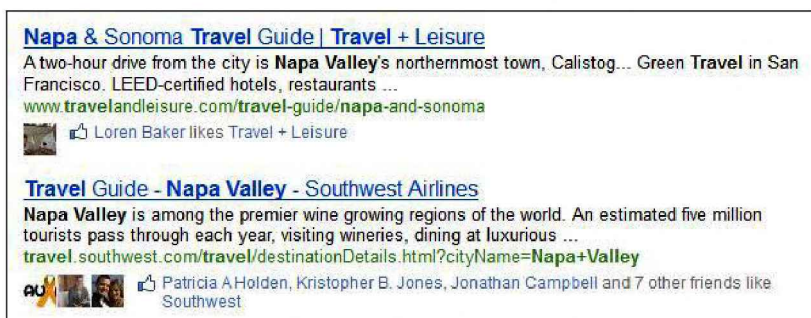 Napa & Sonoma Travel Guide | Travel + Leisure
A two-hour drive from the city is Napa Valley's northernmost town, Calistog... Green Travel in San
Francisco. LEED-certified hotels, restaurants ...
www.travelandleisure.com/travel-guide/napa-and-sonoma
Loren Baker likes Travel + Leisure
Travel Guide - Napa Valley - Southwest Airlines
Napa Valley is among the premier wine growing regions of the world. An estimated five million
tourists pass through each year, visiting wineries, dining at luxurious ...
travel.southwest.com/travel/destinationDetails.html?cityName=Napa+Valley
AU Patricia A Holden, Kristopher B. Jones, Jonathan Campbell and 7 other friends like
Southwest